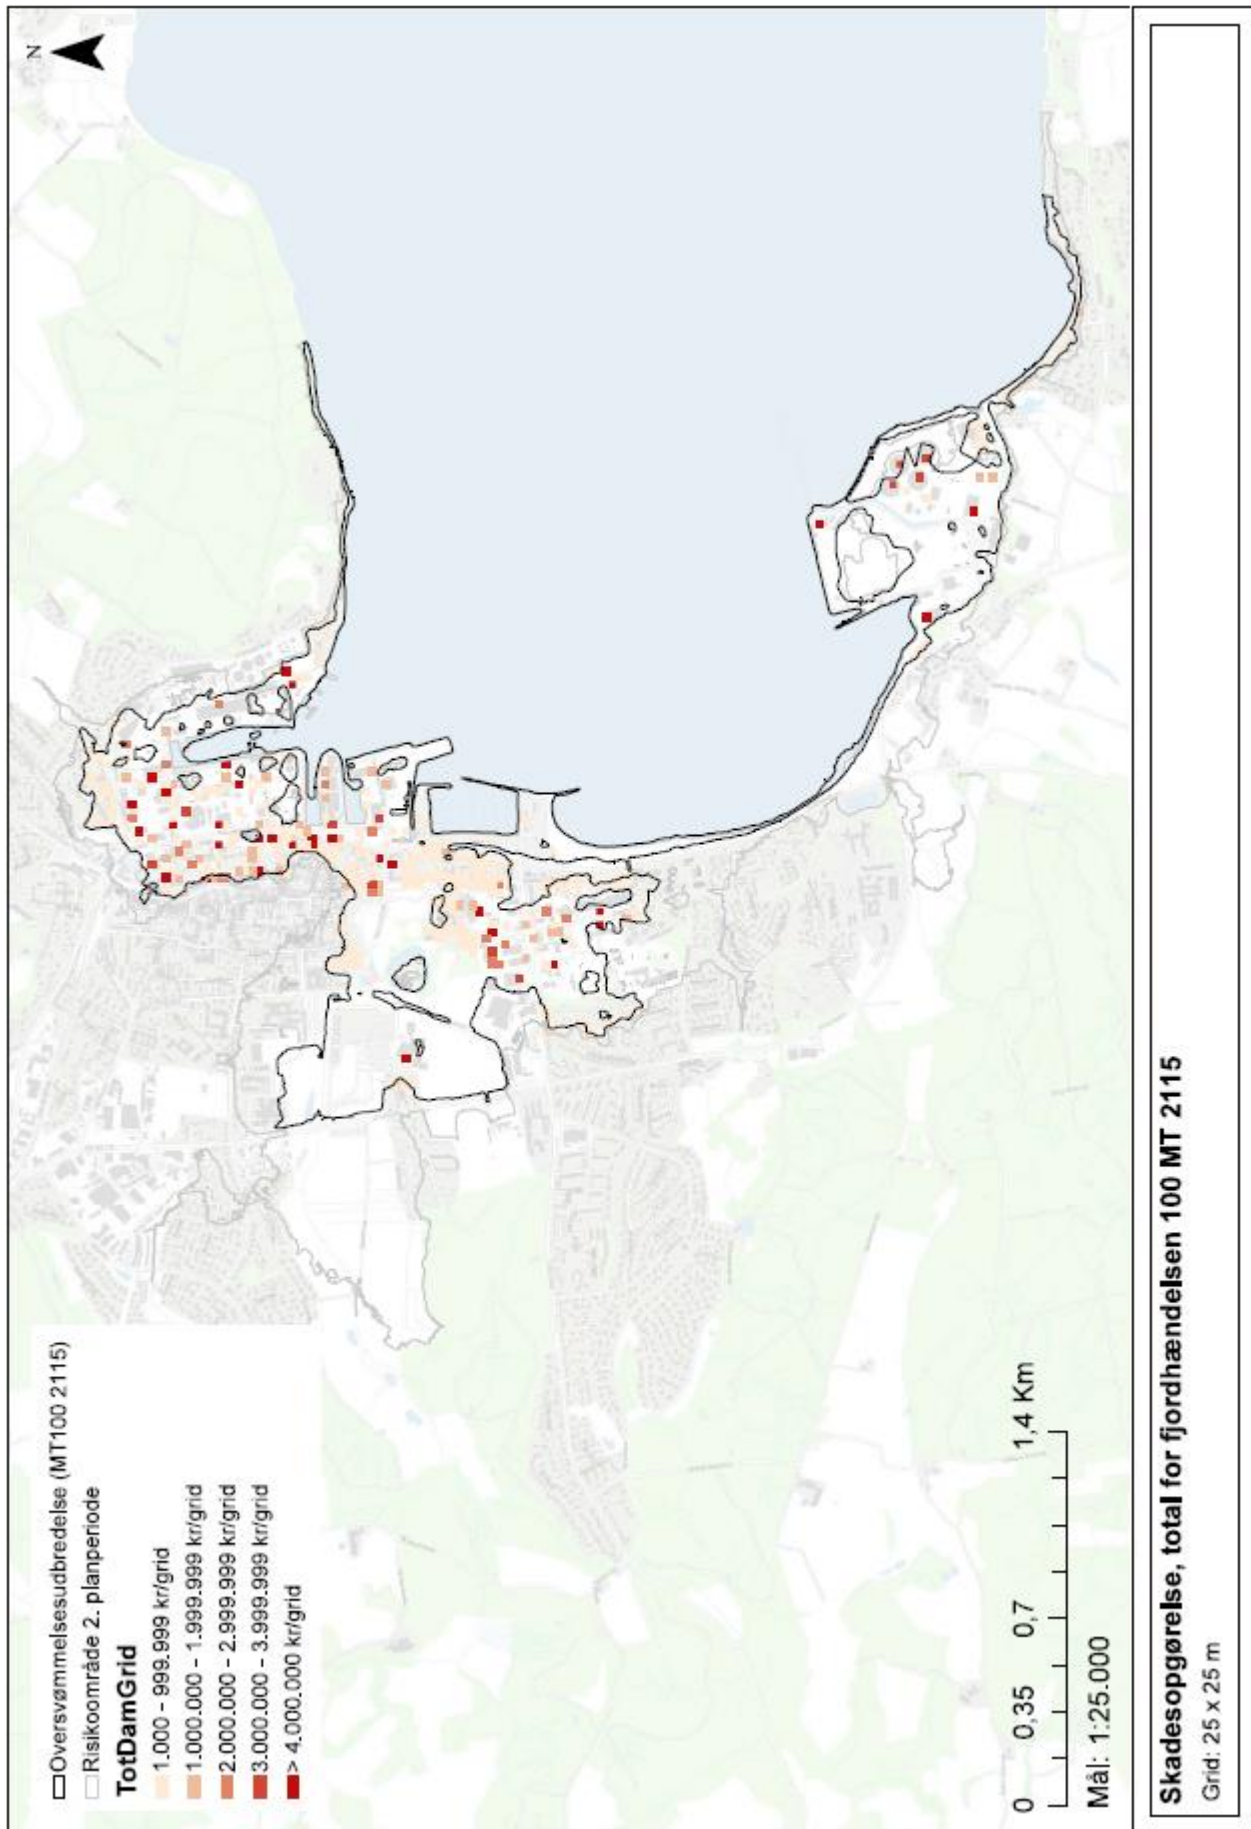 N
Oversvømmelsesudbredelse (MT100 2115)
Risikoområde 2. planperiode
TotDamGrid
1.000 - 999.999 kr/grid
1.000.000 - 1.999.999 kr/grid
2.000.000 - 2.999.999 kr/grid
3.000.000 - 3.999.999 kr/grid
> 4.000.000 kr/grid
0 0,35 0,7 1,4 Km
Mål: 1:25.000
Skadesopgørelse, total for fjordhændelsen 100 MT 2115
Grid: 25 x 25 m